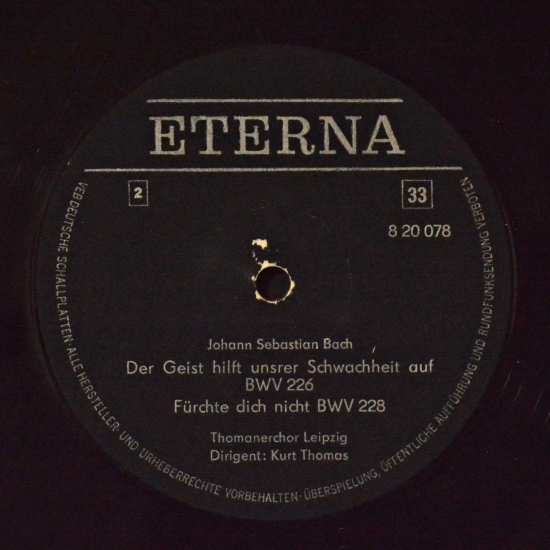 ETERNA
2
33
8 20 078
Johann Sebastian Bach
Der Geist hilft unsrer Schwachheit auf
BWV 226
Fürchte dich nicht BWV 228
Thomanerchor Leipzig
Dirigent: Kurt Thomas
VEB DEUTSCHE SCHALLPLATTEN · ALLE HERSTELLER- UND URHEBERRECHTE VORBEHALTEN · ÜBERSPIELUNG, ÖFFENTLICHE AUFFÜHRUNG UND RUNDFUNKSENDUNG VERBOTEN